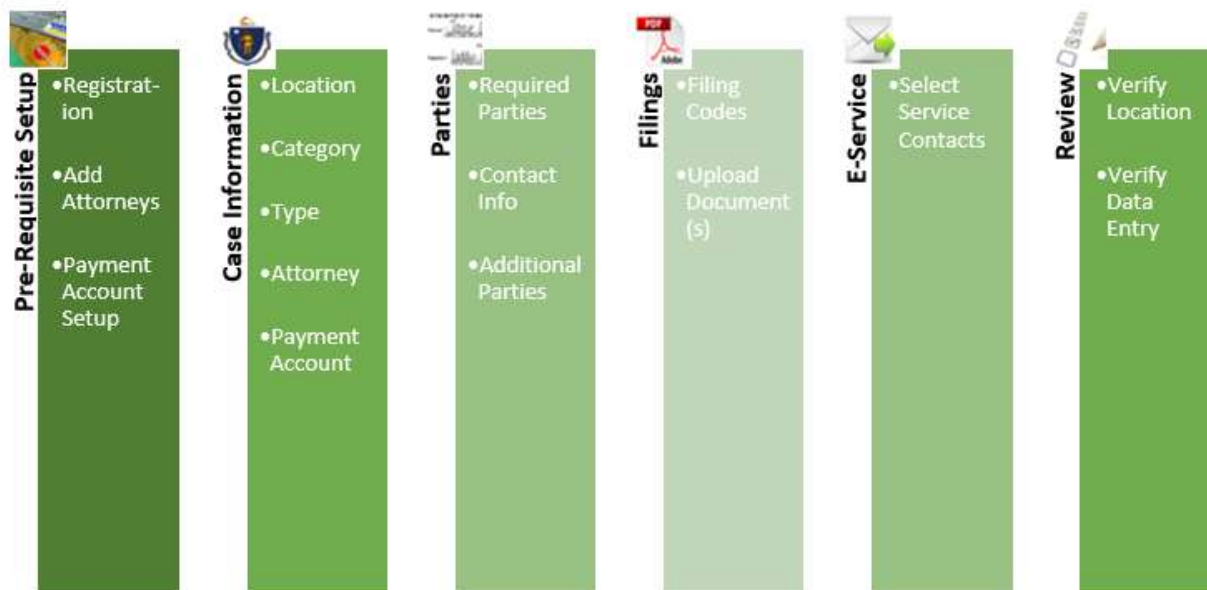 Pre-Requisite Setup
•Registrat-
ion
•Add
Attorneys
•Payment
Account
Setup
Case Information
•Location
•Category
•Type
•Attorney
•Payment
Account
Parties
•Required
Parties
•Contact
Info
•Additional
Parties
PDF
Adobe
Filings
•Filing
Codes
•Upload
Document
(s)
E-Service
•Select
Service
Contacts
Review
•Verify
Location
•Verify
Data
Entry